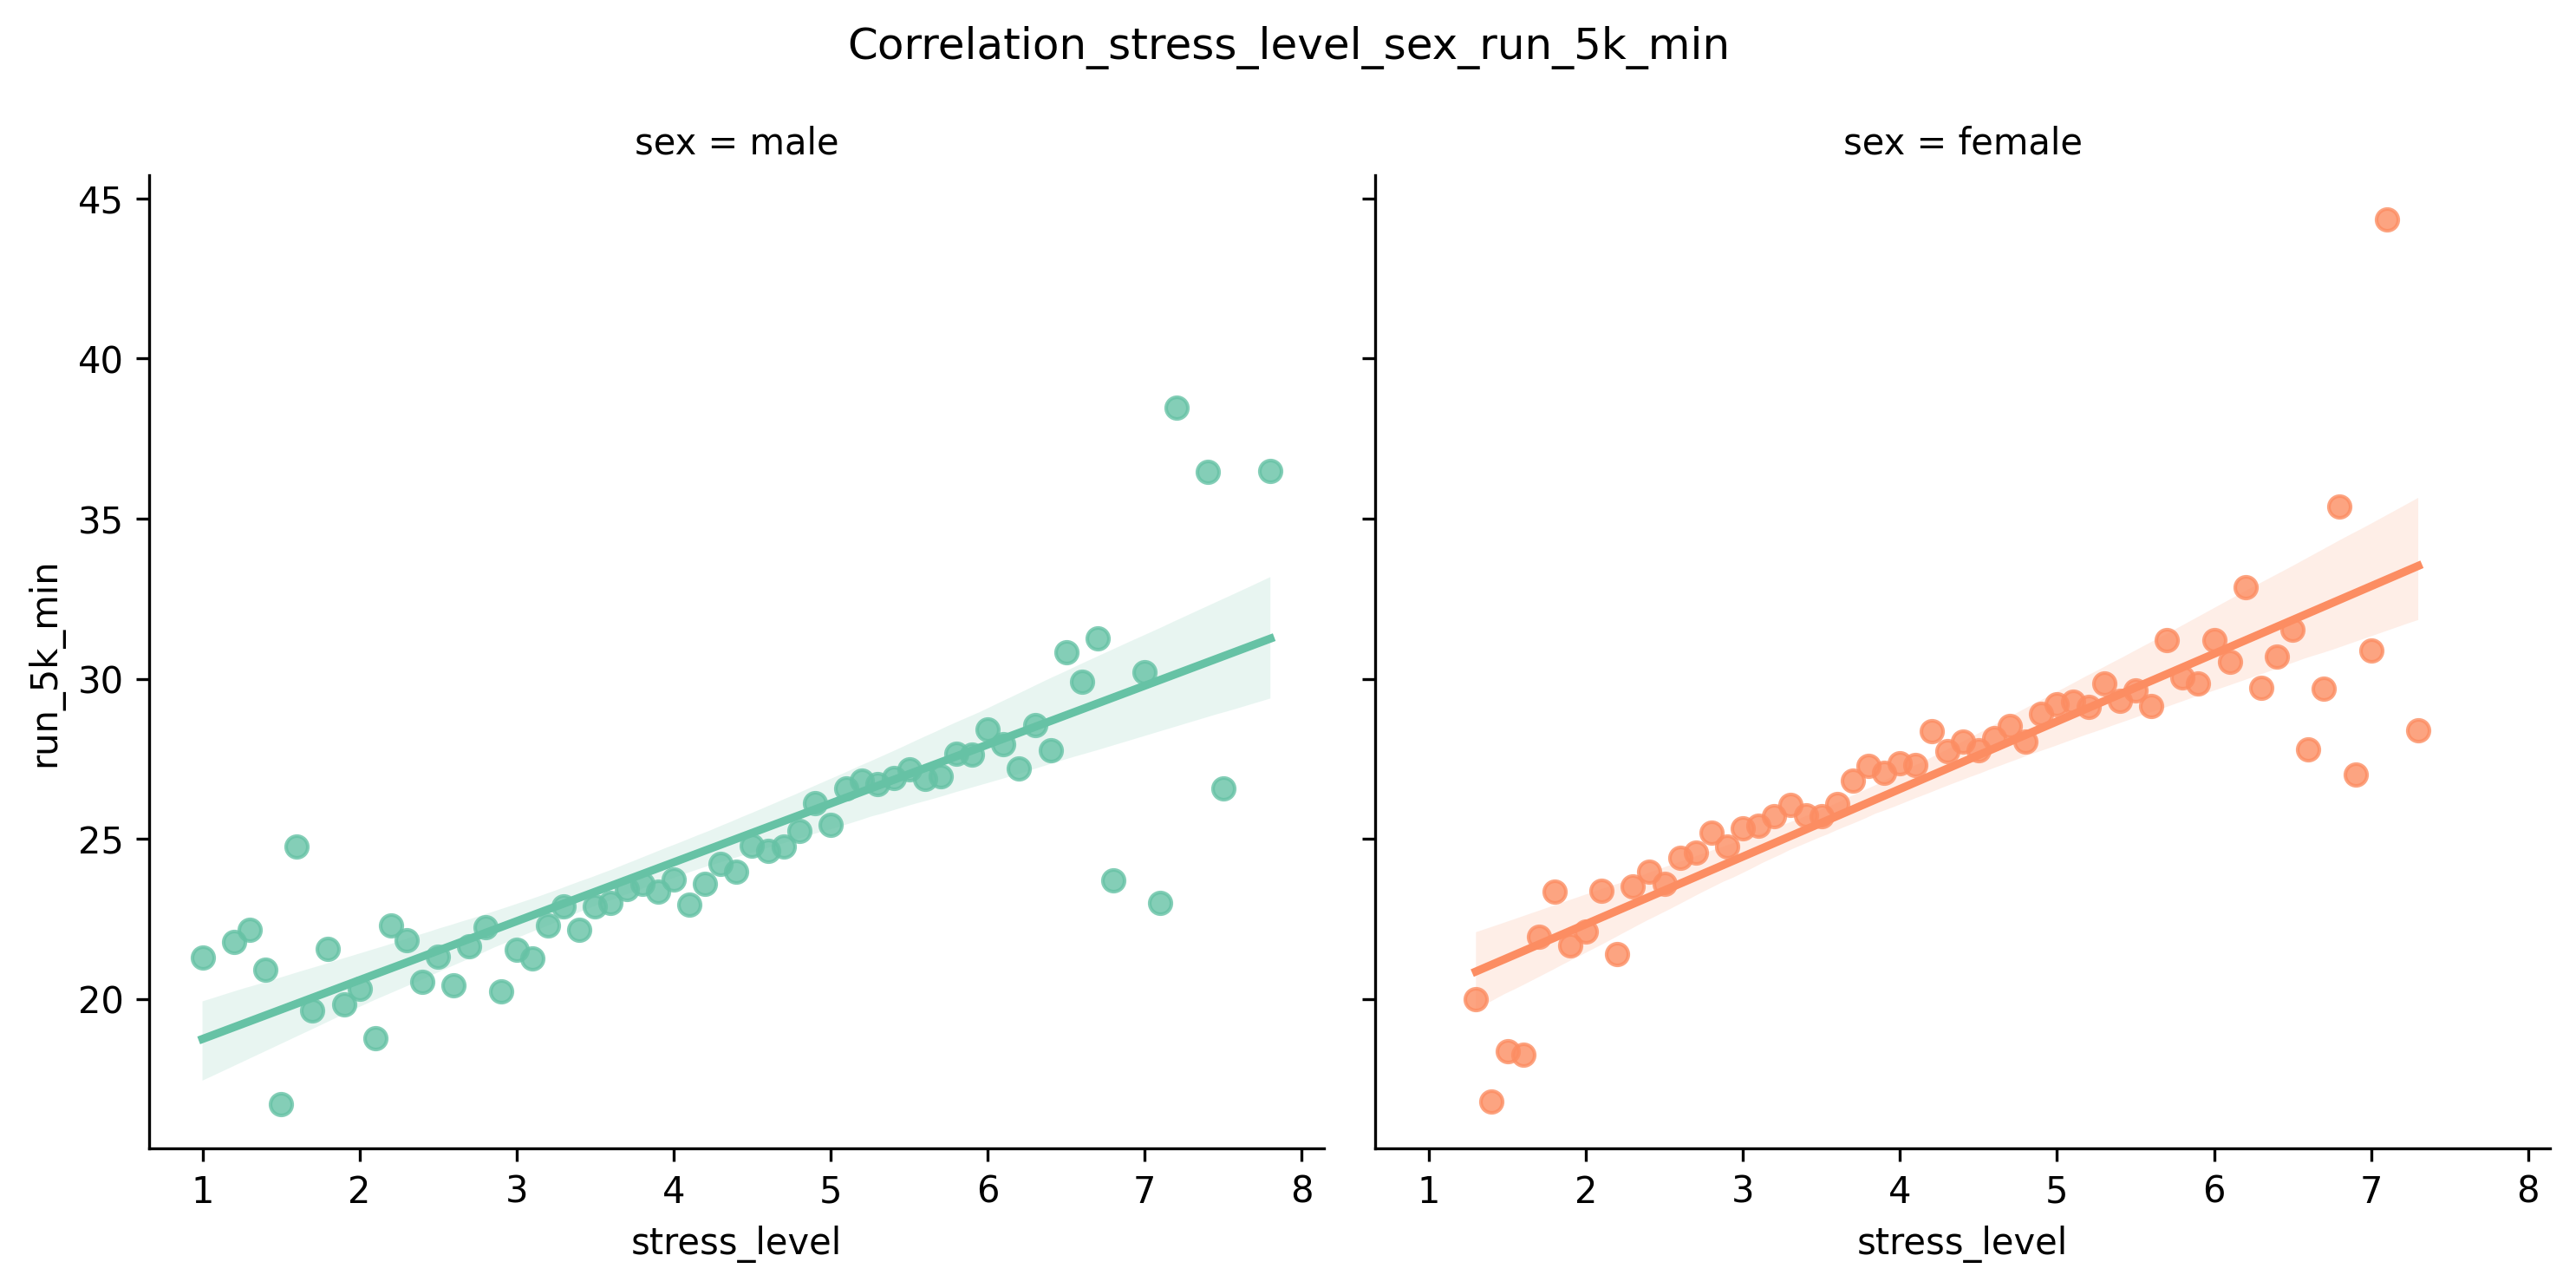 Correlation_stress_level_sex_run_5k_min
sex = male
sex = female
run_5k_min
45
40
35
30
25
20
1 2 3 4 5 6 7 8
1 2 3 4 5 6 7 8
stress_level
stress_level